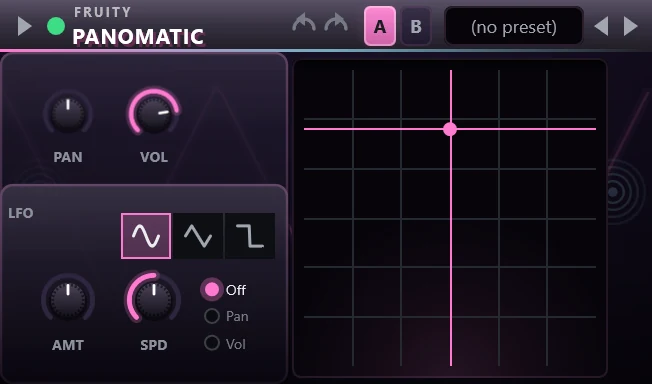 FRUITY
PANOMATIC
A
B
(no preset)
PAN
VOL
LFO
AMT
SPD
Off
Pan
Vol